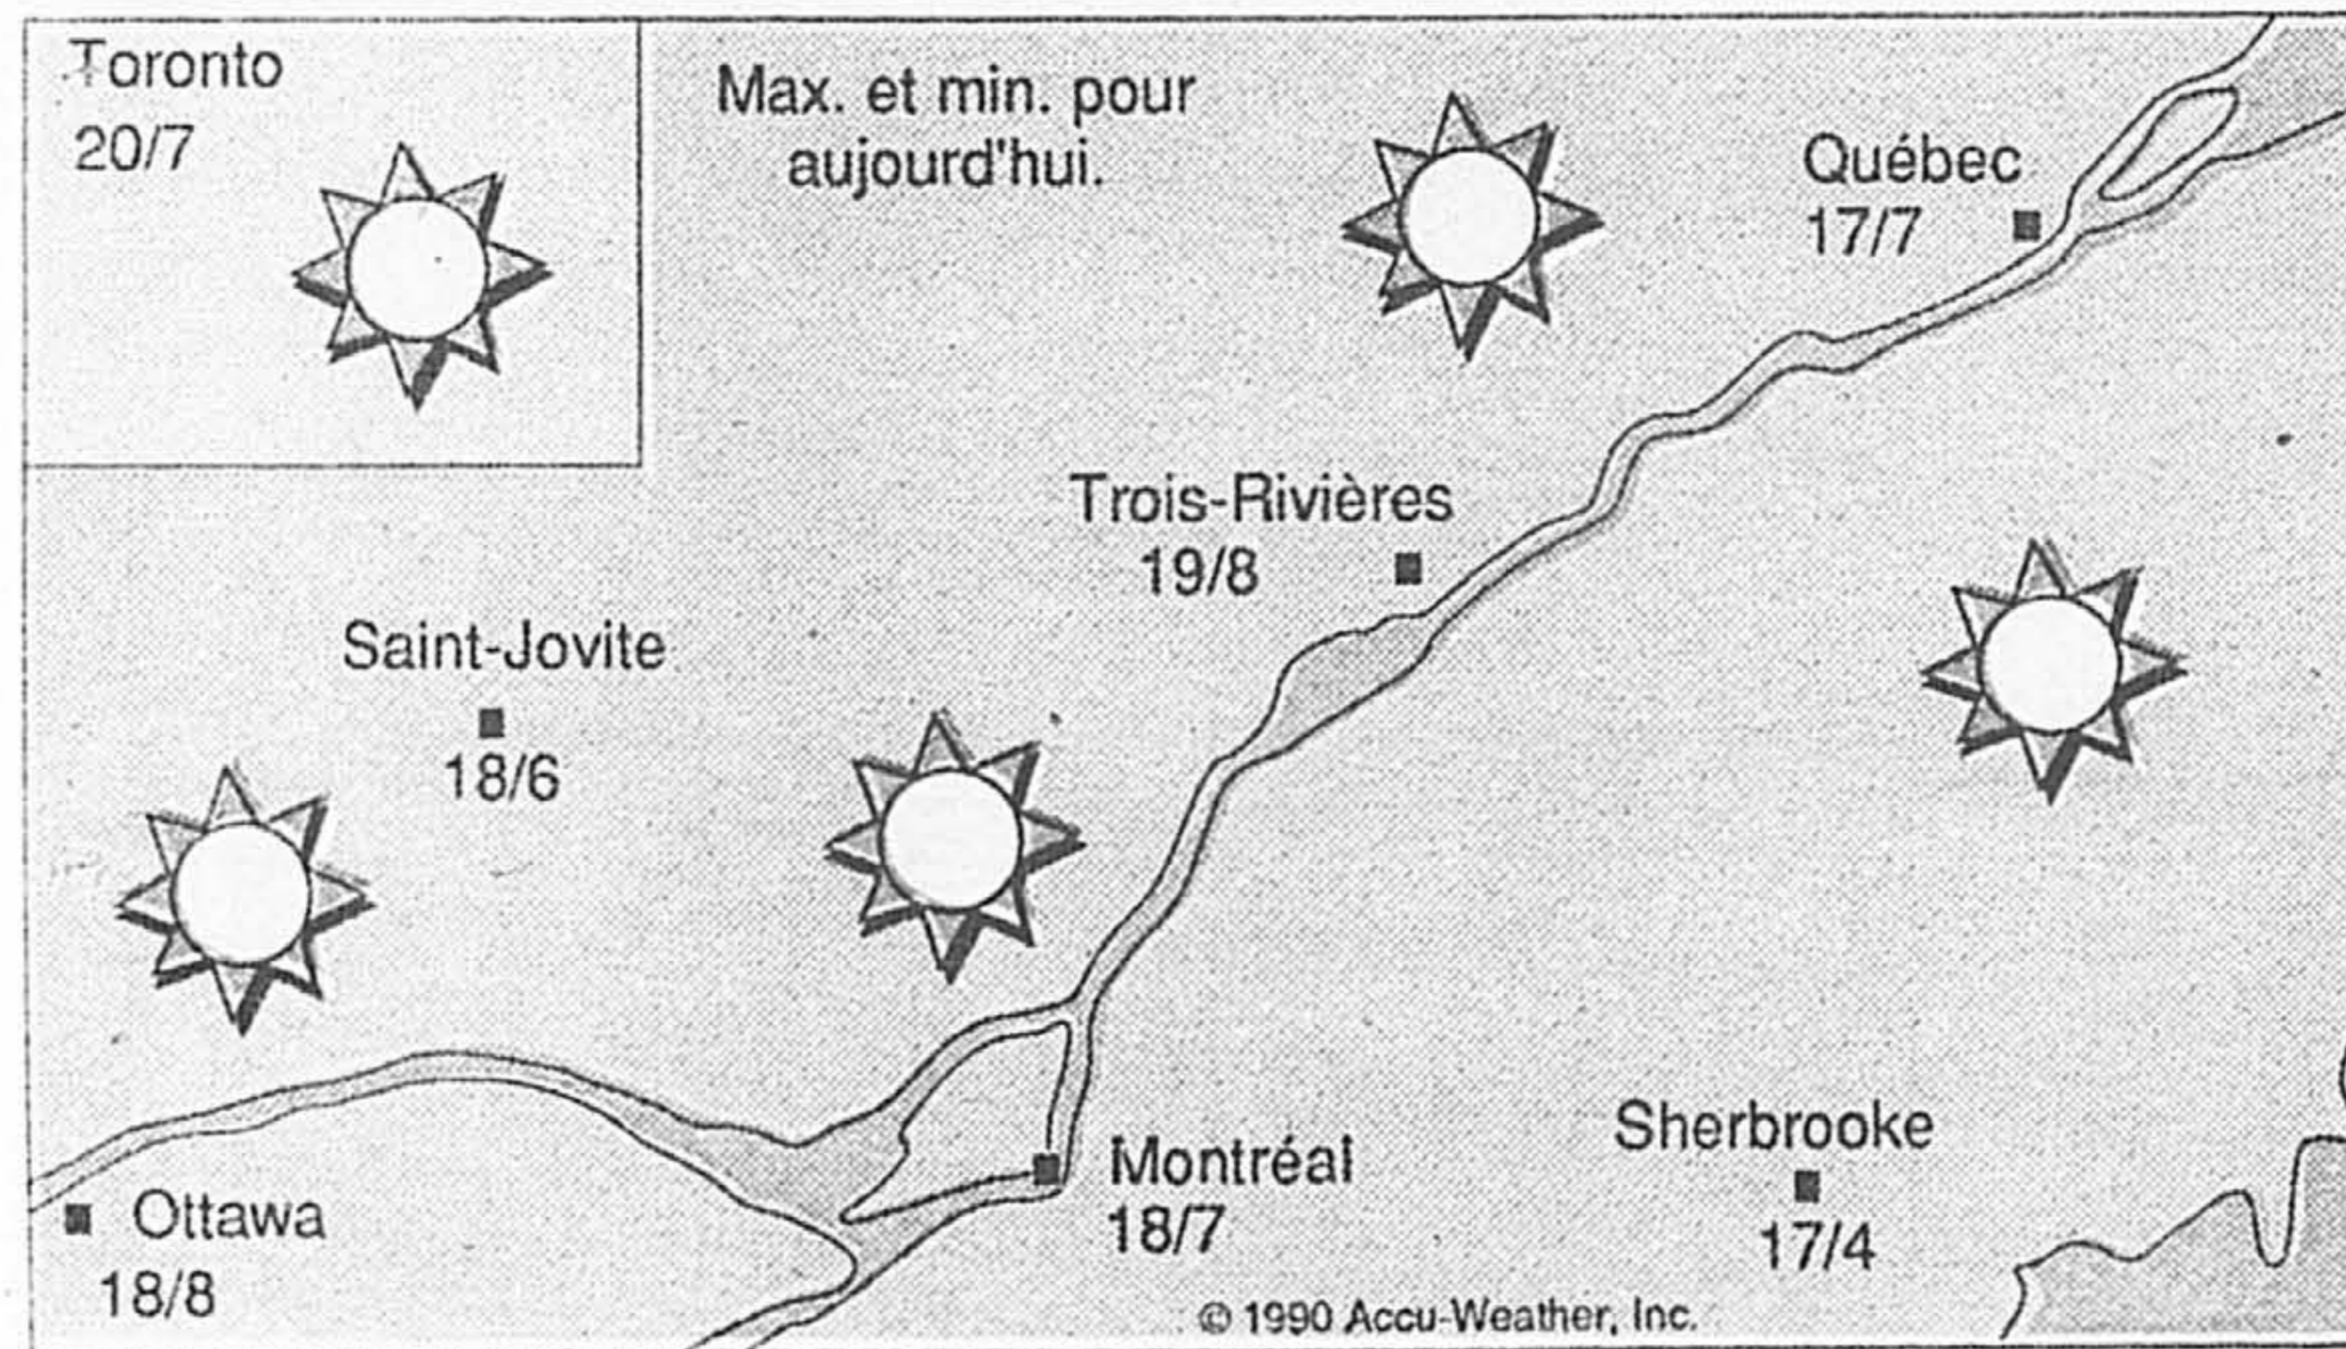 Toronto
20/7
Max. et min. pour
aujourd'hui.
Québec
17/7
Trois-Rivières
19/8
Saint-Jovite
18/6
Montréal
18/7
Sherbrooke
17/4
Ottawa
18/8
© 1990 Accu-Weather, Inc.